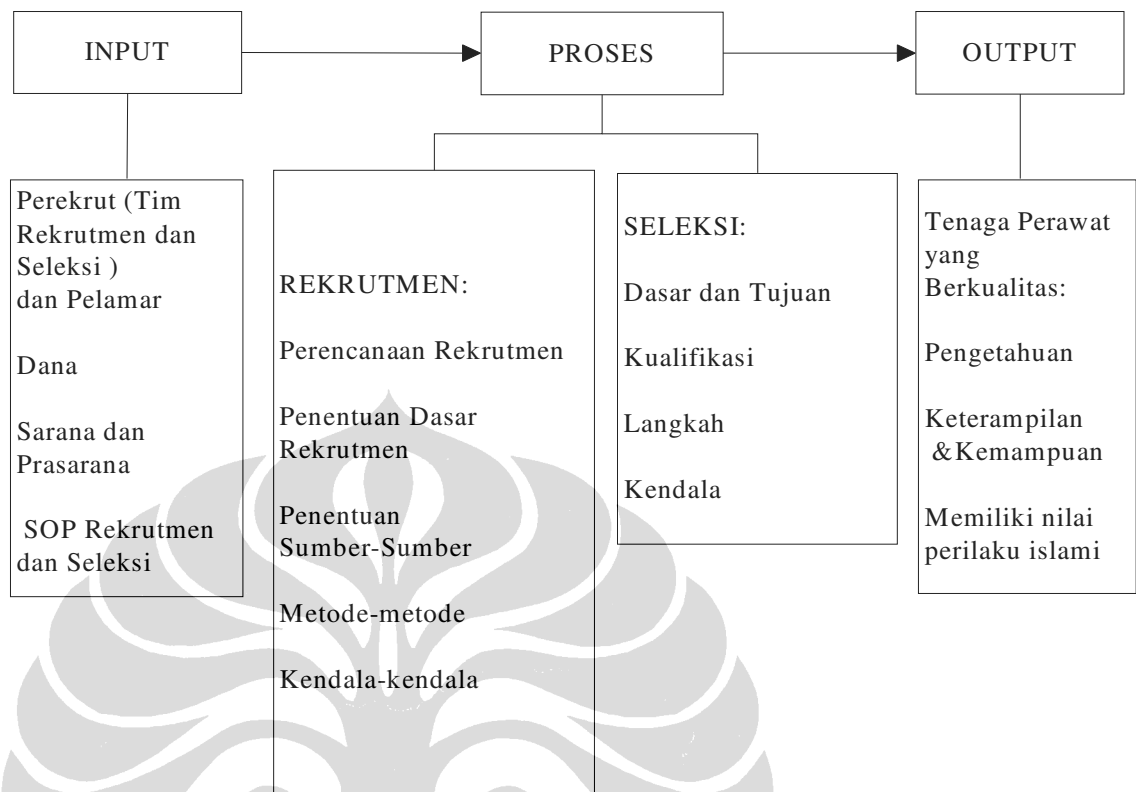 INPUT
PROSES
OUTPUT
Perekrut (Tim
Rekrutmen dan
Seleksi )
dan Pelamar
Dana
Sarana dan
Prasarana
SOP Rekrutmen
dan Seleksi
REKRUTMEN:
Perencanaan Rekrutmen
Penentuan Dasar
Rekrutmen
Penentuan
Sumber-Sumber
Metode-metode
Kendala-kendala
SELEKSI:
Dasar dan Tujuan
Kualifikasi
Langkah
Kendala
Tenaga Perawat
yang
Berkualitas:
Pengetahuan
Keterampilan
&Kemampuan
Memiliki nilai
perilaku islami